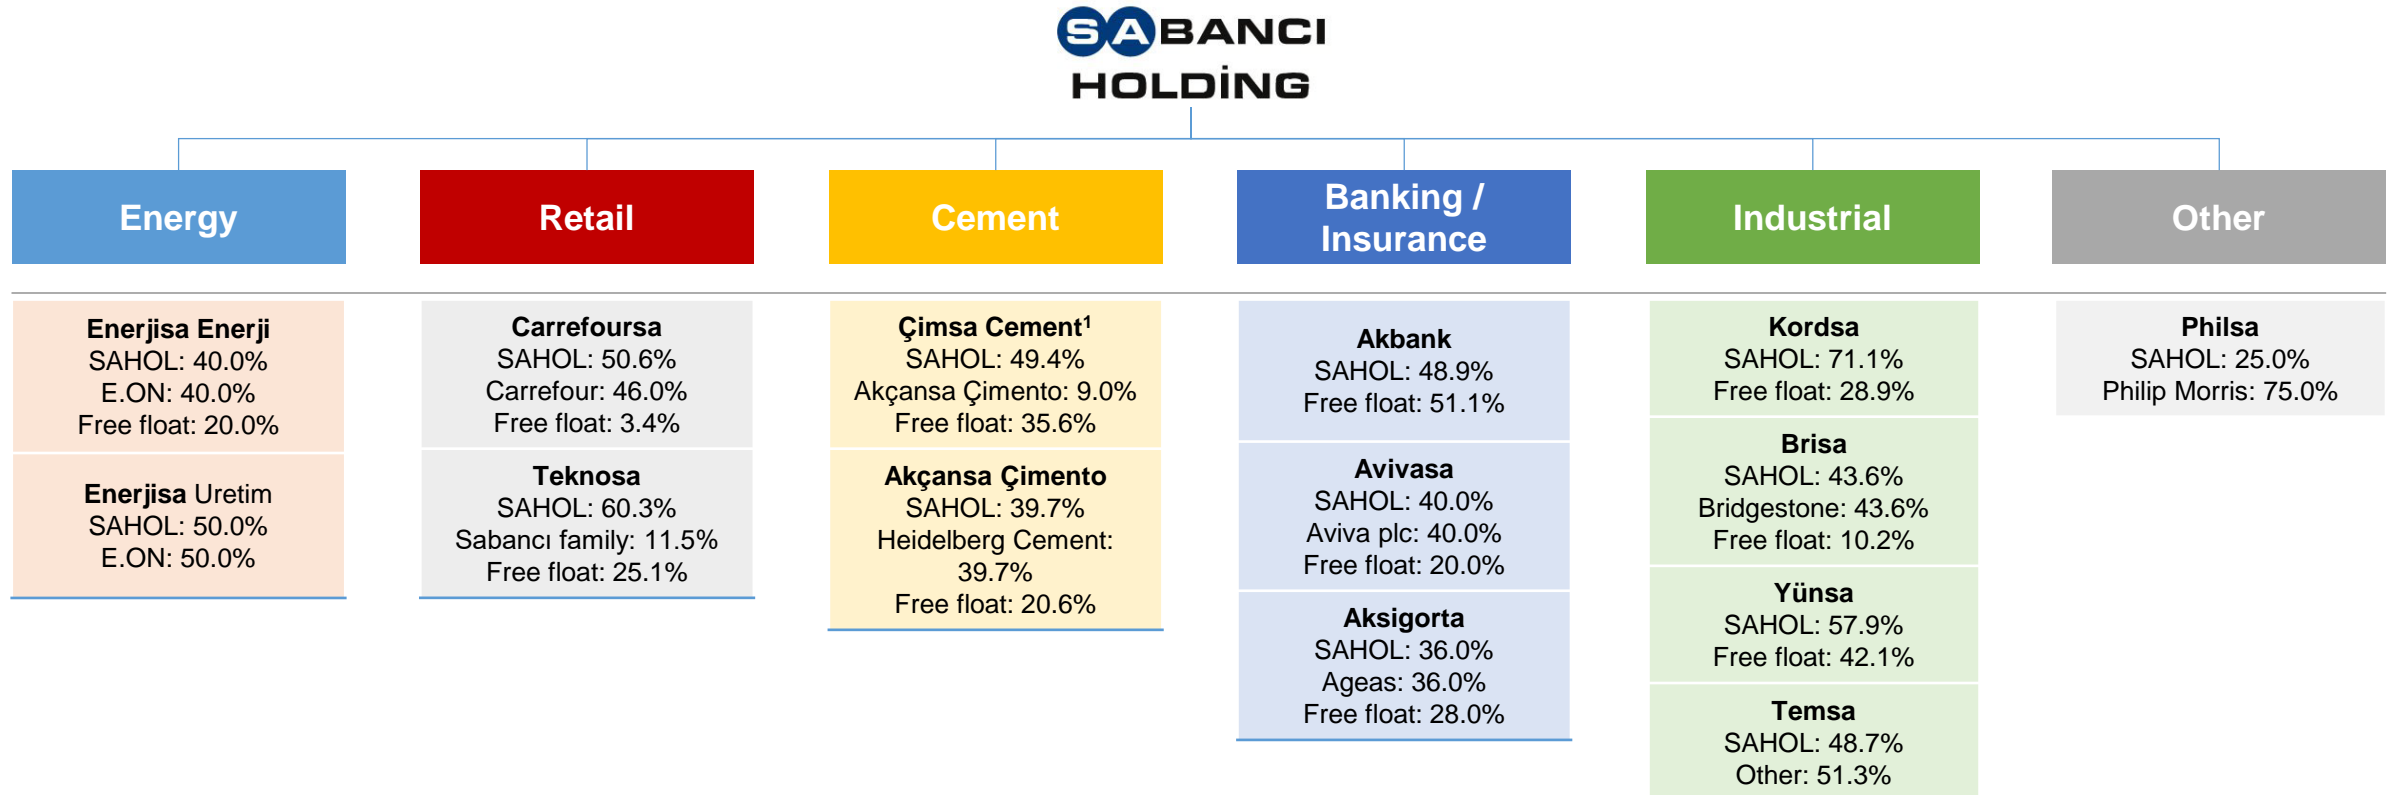 SABANCI
HOLDİNG
Energy
Retail
Cement
Banking /
Insurance
Industrial
Other
Enerjisa Enerji
SAHOL: 40.0%
E.ON: 40.0%
Free float: 20.0%
Enerjisa Uretim
SAHOL: 50.0%
E.ON: 50.0%
Carrefoursa
SAHOL: 50.6%
Carrefour: 46.0%
Free float: 3.4%
Teknosa
SAHOL: 60.3%
Sabancı family: 11.5%
Free float: 25.1%
Çimsa Cement¹
SAHOL: 49.4%
Akçansa Çimento: 9.0%
Free float: 35.6%
Akçansa Çimento
SAHOL: 39.7%
Heidelberg Cement:
39.7%
Free float: 20.6%
Akbank
SAHOL: 48.9%
Free float: 51.1%
Avivasa
SAHOL: 40.0%
Aviva plc: 40.0%
Free float: 20.0%
Aksigorta
SAHOL: 36.0%
Ageas: 36.0%
Free float: 28.0%
Kordsa
SAHOL: 71.1%
Free float: 28.9%
Brisa
SAHOL: 43.6%
Bridgestone: 43.6%
Free float: 10.2%
Yünsa
SAHOL: 57.9%
Free float: 42.1%
Temsa
SAHOL: 48.7%
Other: 51.3%
Philsa
SAHOL: 25.0%
Philip Morris: 75.0%